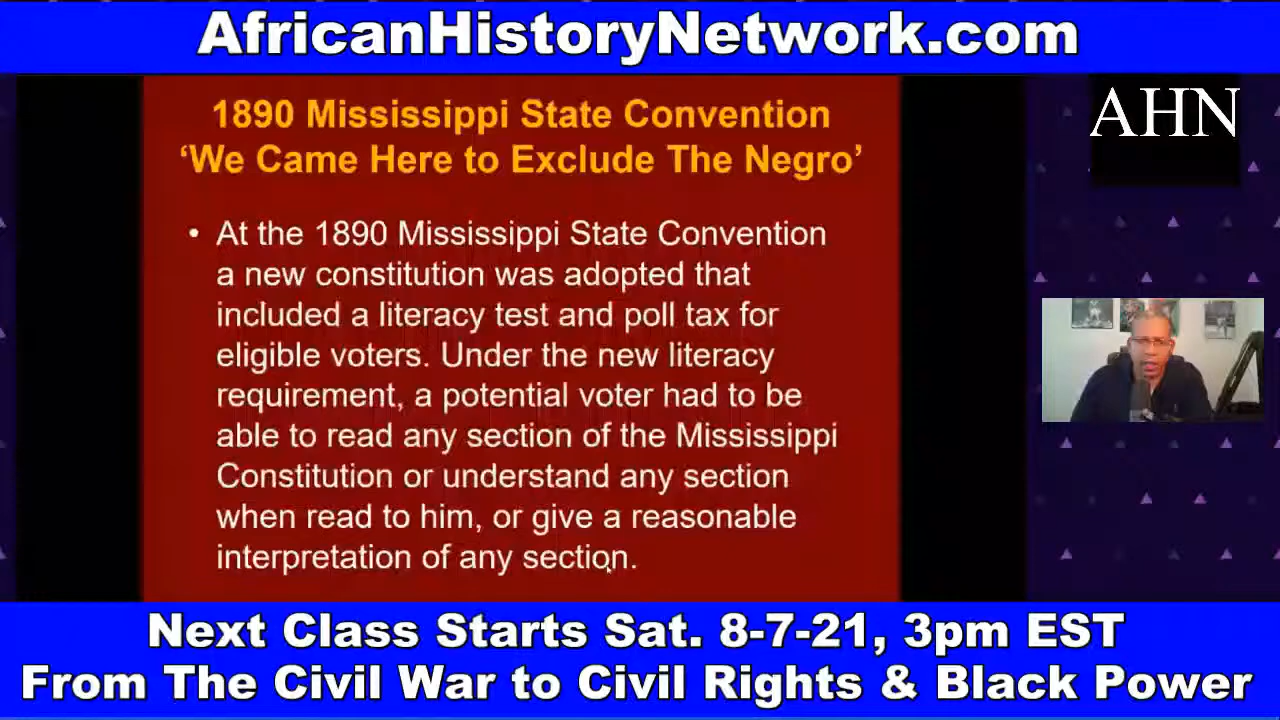 AfricanHistoryNetwork.com
AHN
1890 Mississippi State Convention
‘We Came Here to Exclude The Negro’
• At the 1890 Mississippi State Convention
a new constitution was adopted that
included a literacy test and poll tax for
eligible voters. Under the new literacy
requirement, a potential voter had to be
able to read any section of the Mississippi
Constitution or understand any section
when read to him, or give a reasonable
interpretation of any section.
Next Class Starts Sat. 8-7-21, 3pm EST
From The Civil War to Civil Rights & Black Power